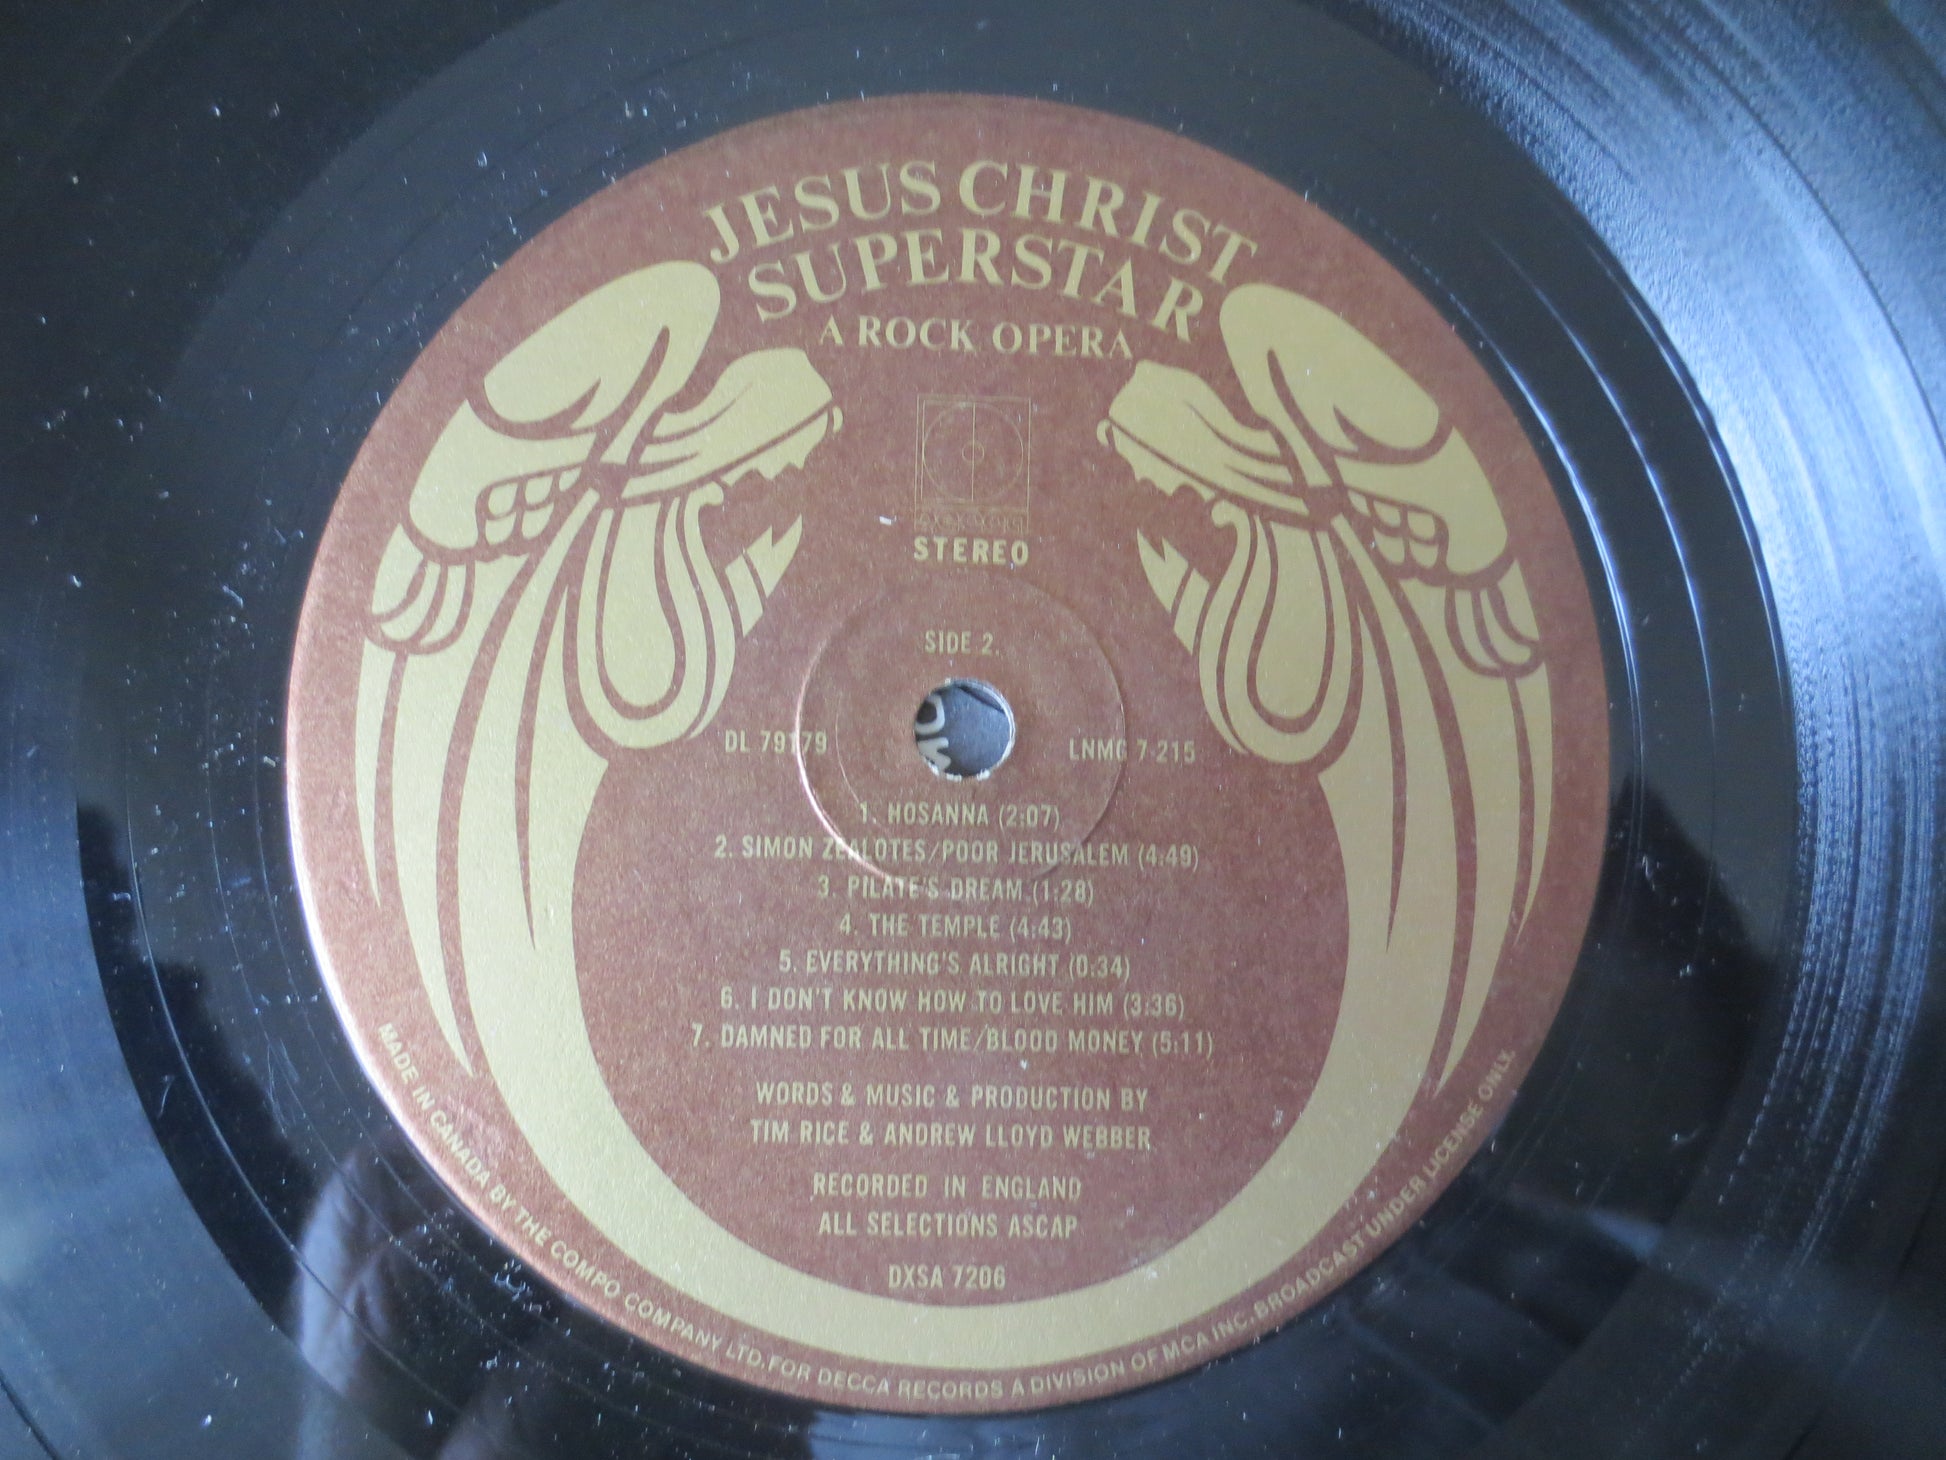 JESUS CHRIST
SUPERSTAR
A ROCK OPERA
STEREO
SIDE 2.
DL 79179
LNMG 7-215
1. HOSANNA (2:07)
2. SIMON ZEALOTES/POOR JERUSALEM (4:49)
3. PILATE'S DREAM (1:28)
4. THE TEMPLE (4:43)
5. EVERYTHING'S ALRIGHT (0:34)
6. I DON'T KNOW HOW TO LOVE HIM (3:36)
7. DAMNED FOR ALL TIME/BLOOD MONEY (5:11)
WORDS & MUSIC & PRODUCTION BY
TIM RICE & ANDREW LLOYD WEBBER
RECORDED IN ENGLAND
ALL SELECTIONS ASCAP
DXSA 7206
MADE IN CANADA BY THE COMPO COMPANY LTD. FOR DECCA RECORDS A DIVISION OF MCA INC. BROADCAST UNDER LICENSE ONLY.